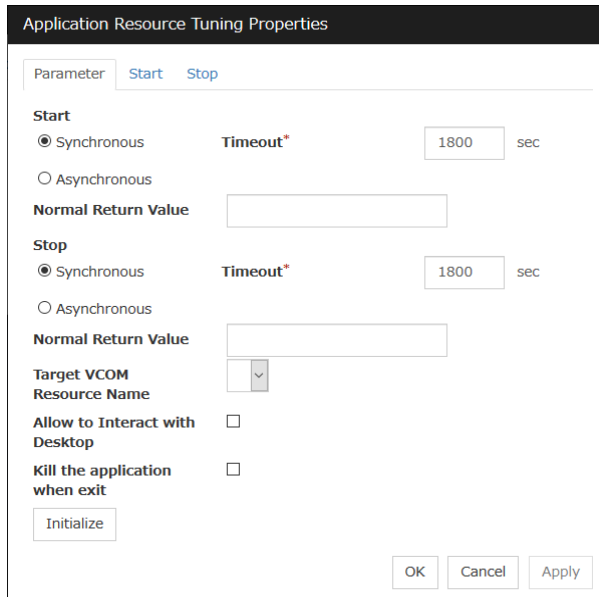 Application Resource Tuning Properties
Parameter Start Stop
Start
Synchronous Timeout* 1800 sec
Asynchronous
Normal Return Value
Stop
Synchronous Timeout* 1800 sec
Asynchronous
Normal Return Value
Target VCOM
Resource Name
Allow to Interact with
Desktop
Kill the application
when exit
Initialize
OK Cancel Apply